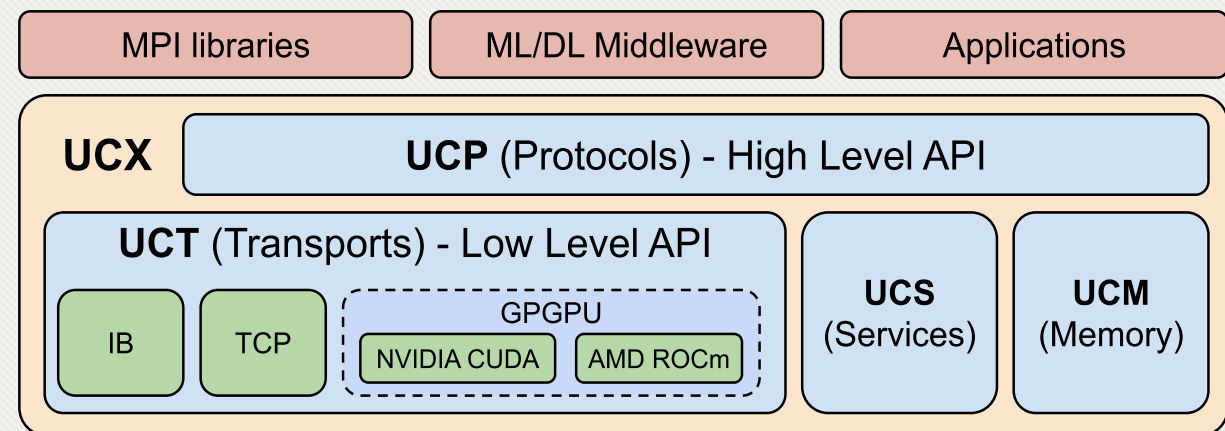 MPI libraries
ML/DL Middleware
Applications
UCX
UCP (Protocols) - High Level API
UCT (Transports) - Low Level API
IB
TCP
GPGPU
NVIDIA CUDA
AMD ROCm
UCS
(Services)
UCM
(Memory)